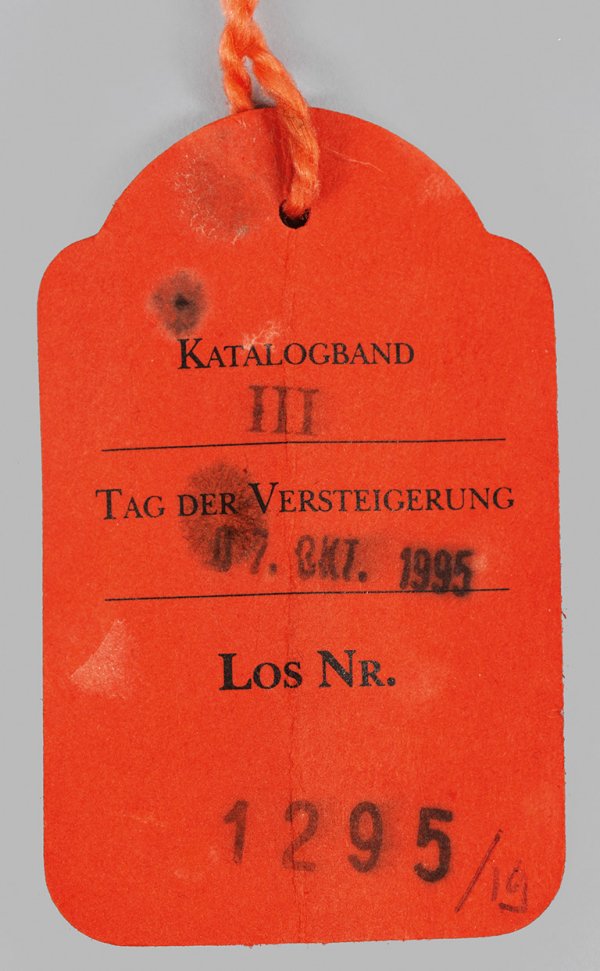 KATALOGBAND
III
TAG DER VERSTEIGERUNG
07. OKT. 1995
LOS NR.
1295/19